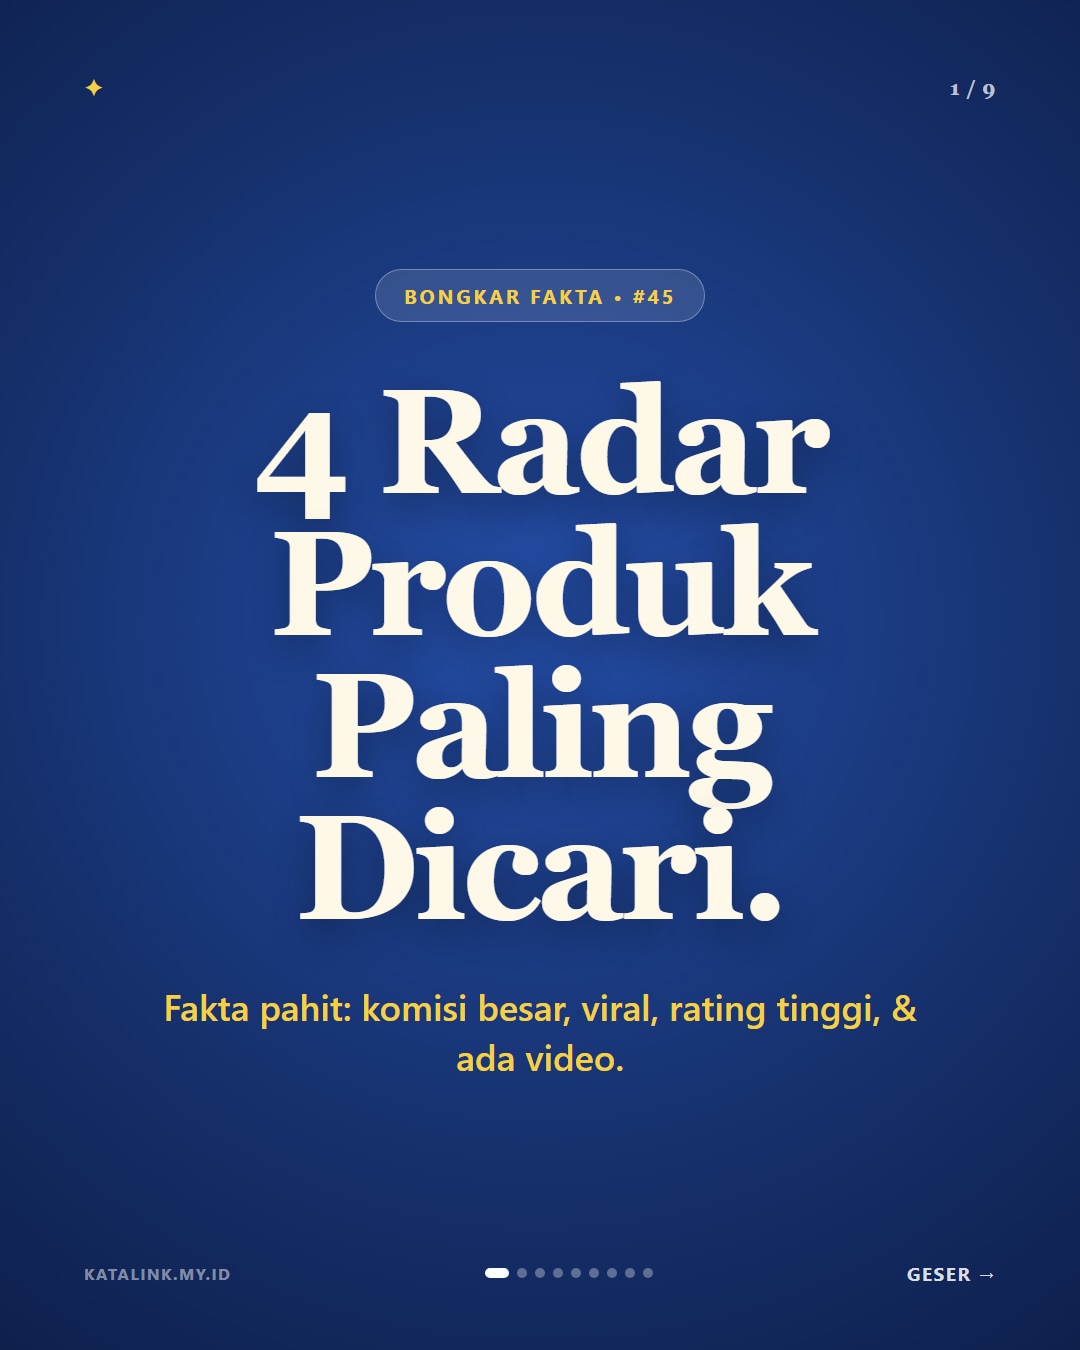 ✦
1 / 9
BONGKAR FAKTA • #45
4 Radar
Produk
Paling
Dicari.
Fakta pahit: komisi besar, viral, rating tinggi, &
ada video.
KATALINK.MY.ID
GESER →